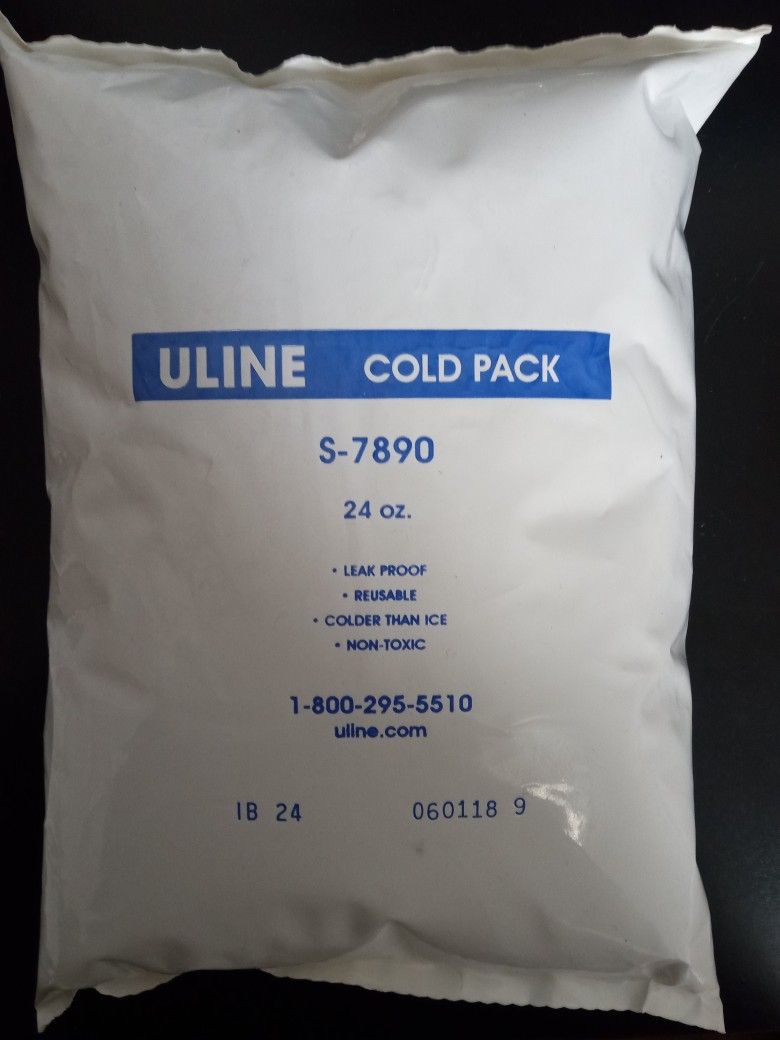 ULINE COLD PACK
S-7890
24 oz.
• LEAK PROOF
• REUSABLE
• COLDER THAN ICE
• NON-TOXIC
1-800-295-5510
uline.com
IB 24 060118 9